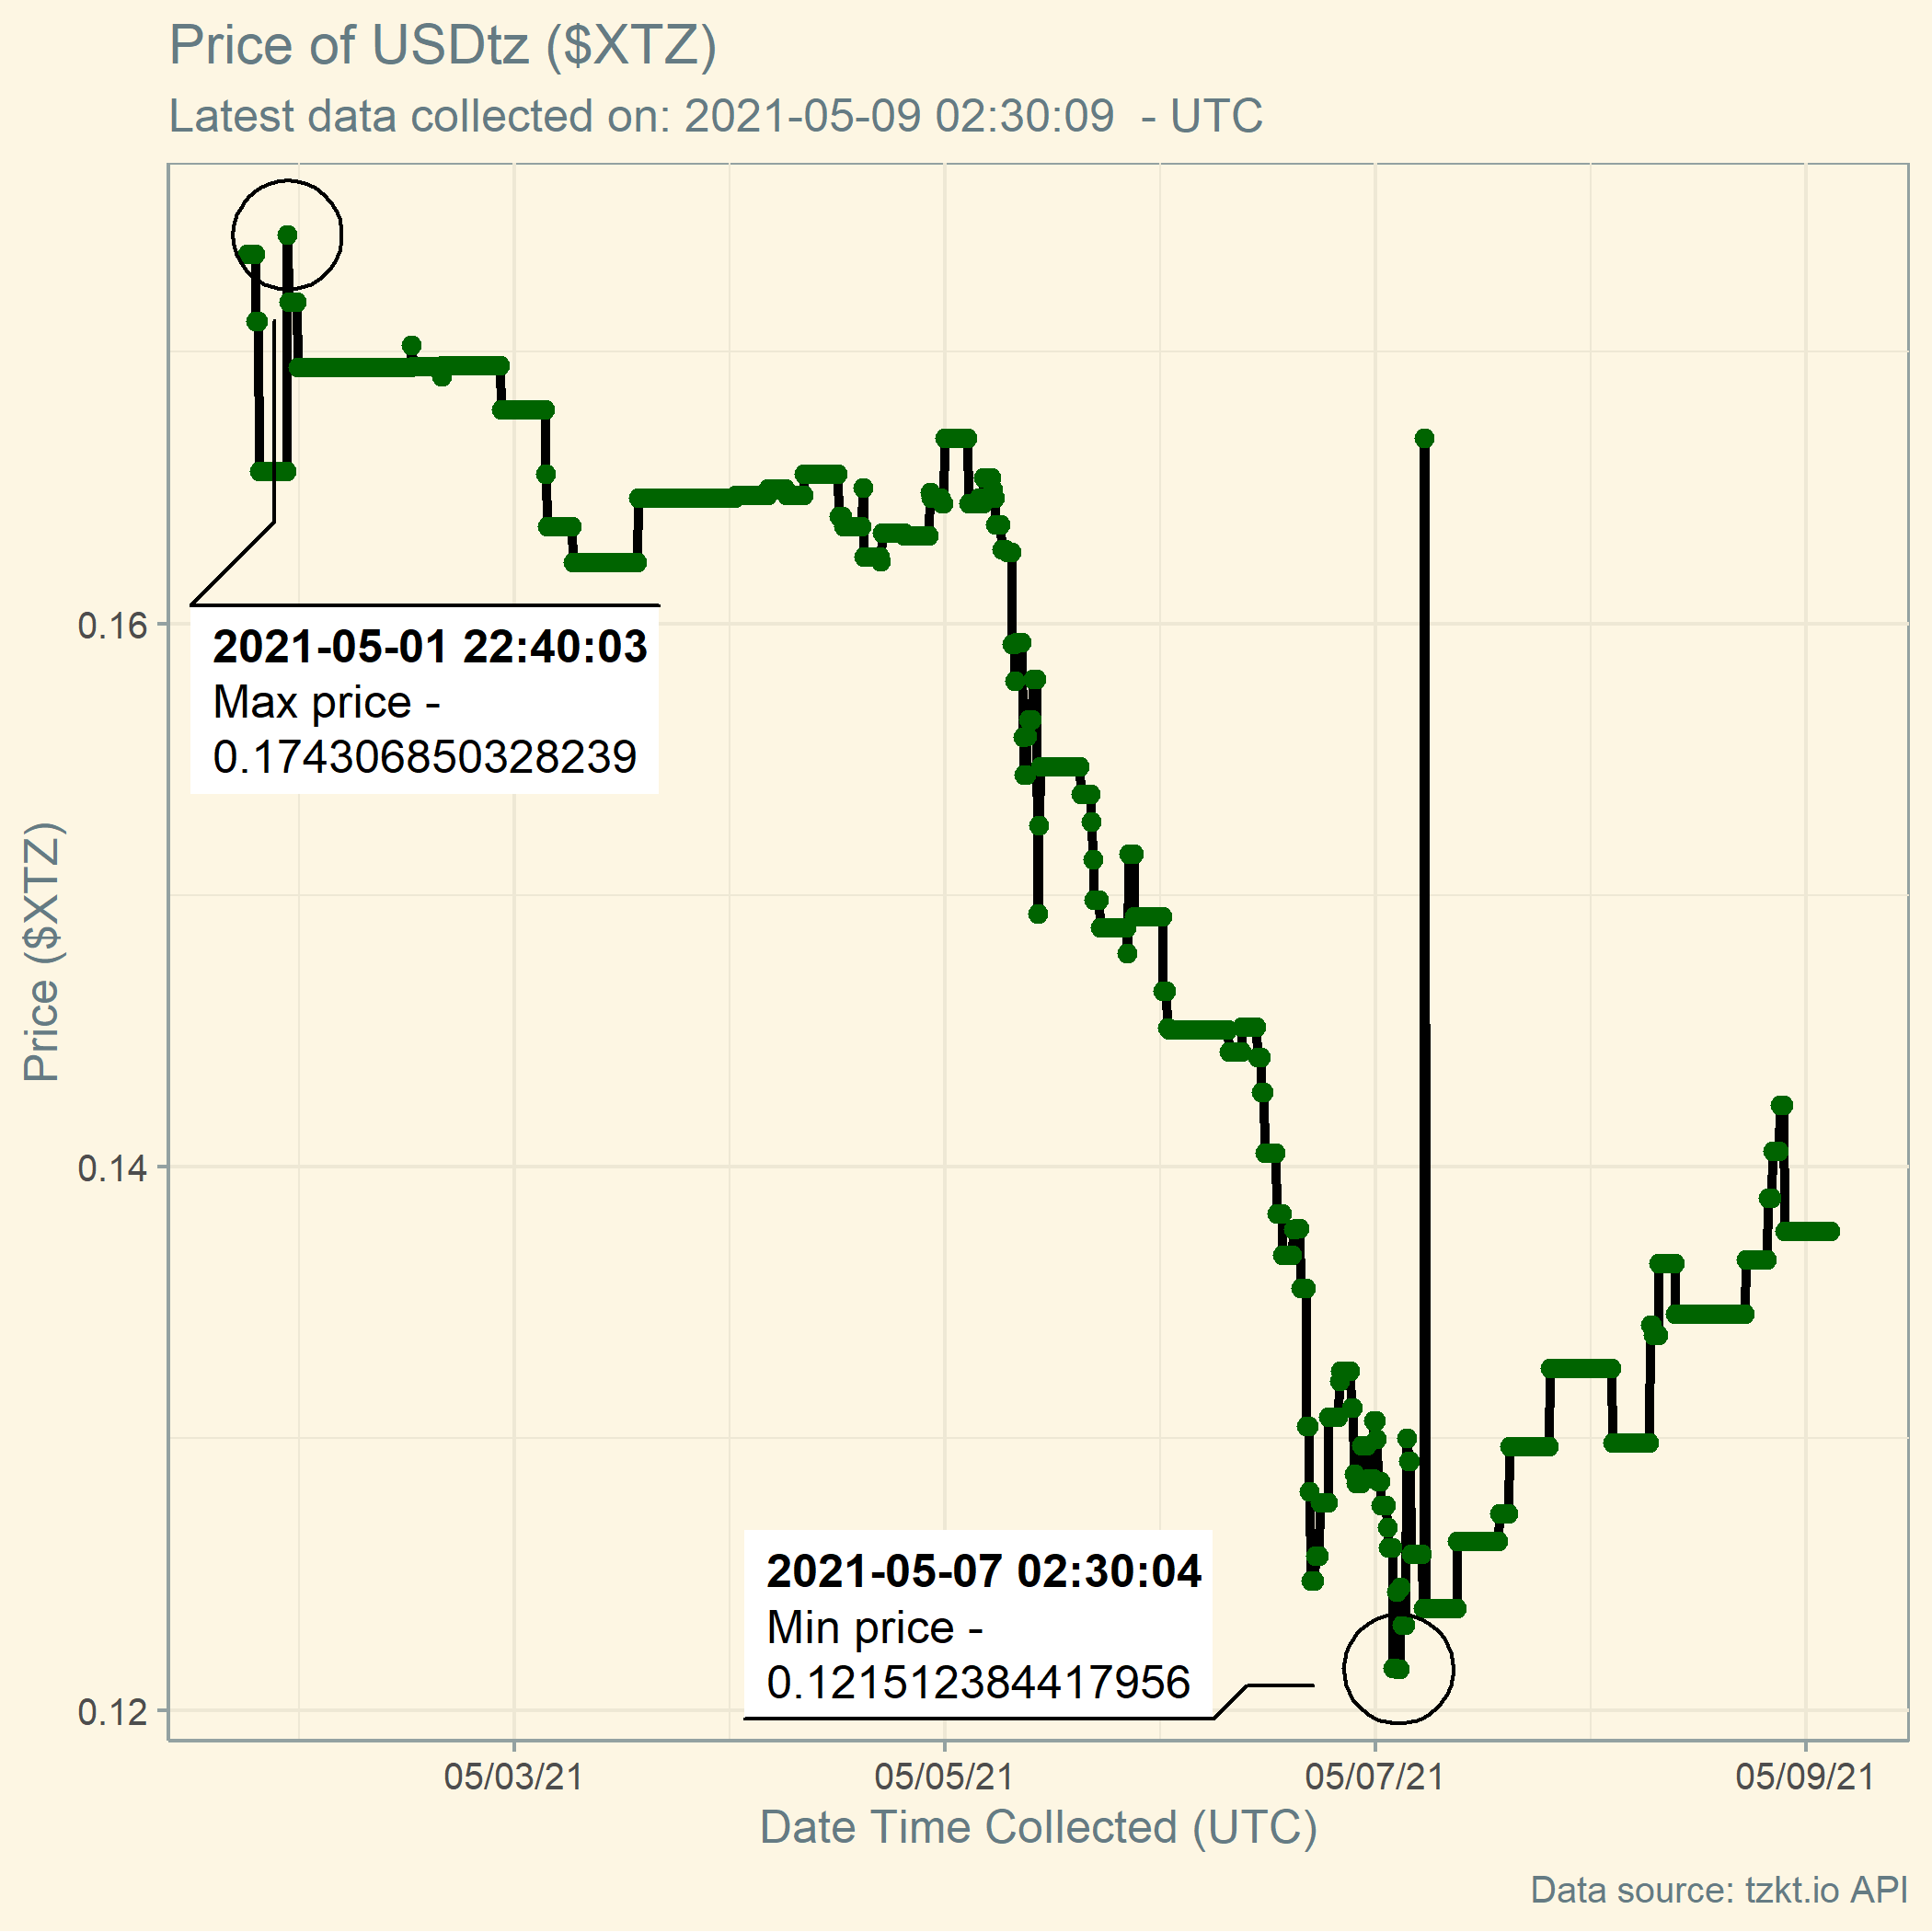 Price of USDtz ($XTZ)
Latest data collected on: 2021-05-09 02:30:09  - UTC
Price ($XTZ)
0.16
0.14
0.12
2021-05-01 22:40:03
Max price -
0.174306850328239
2021-05-07 02:30:04
Min price -
0.121512384417956
05/03/21
05/05/21
05/07/21
05/09/21
Date Time Collected (UTC)
Data source: tzkt.io API